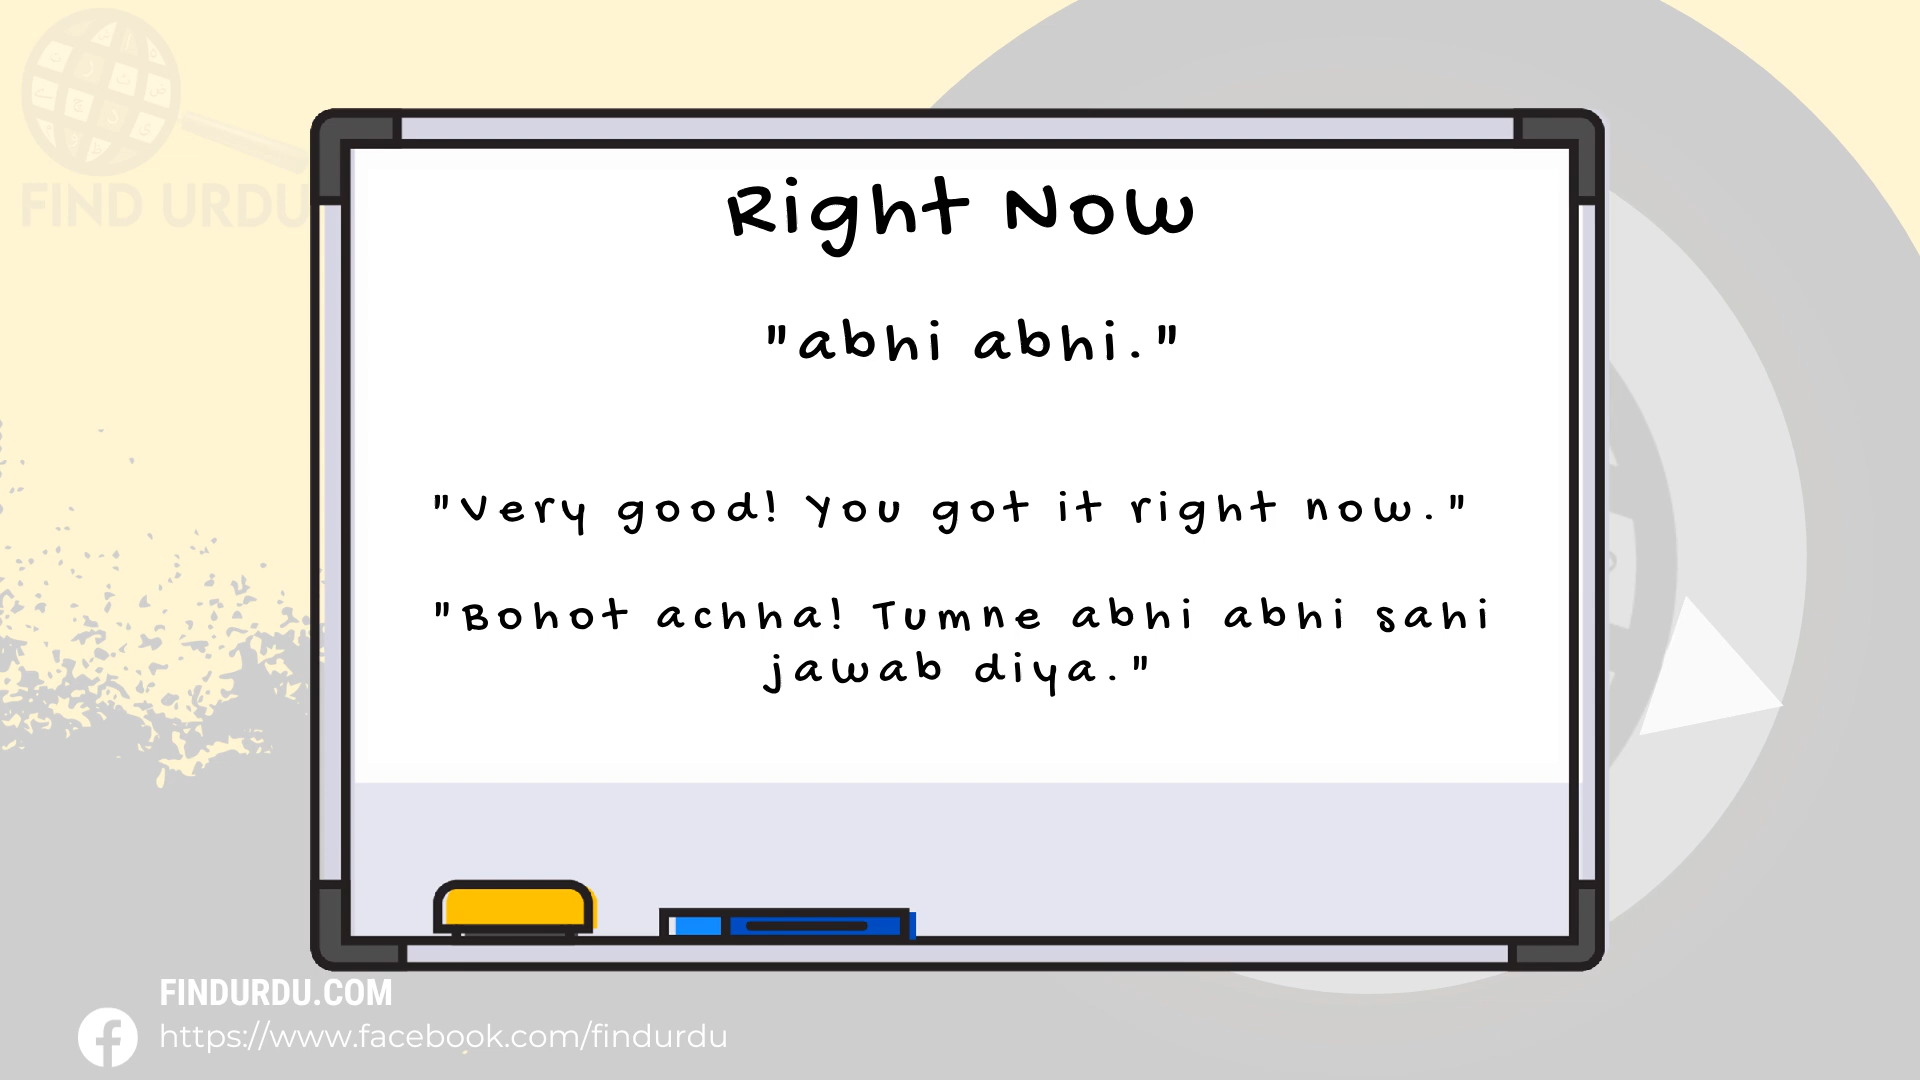 FIND URDU
Right Now
"abhi abhi."
"Very good! You got it right now."
"Bohot achha! Tumne abhi abhi sahi
jawab diya."
FINDURDU.COM
https://www.facebook.com/findurdu